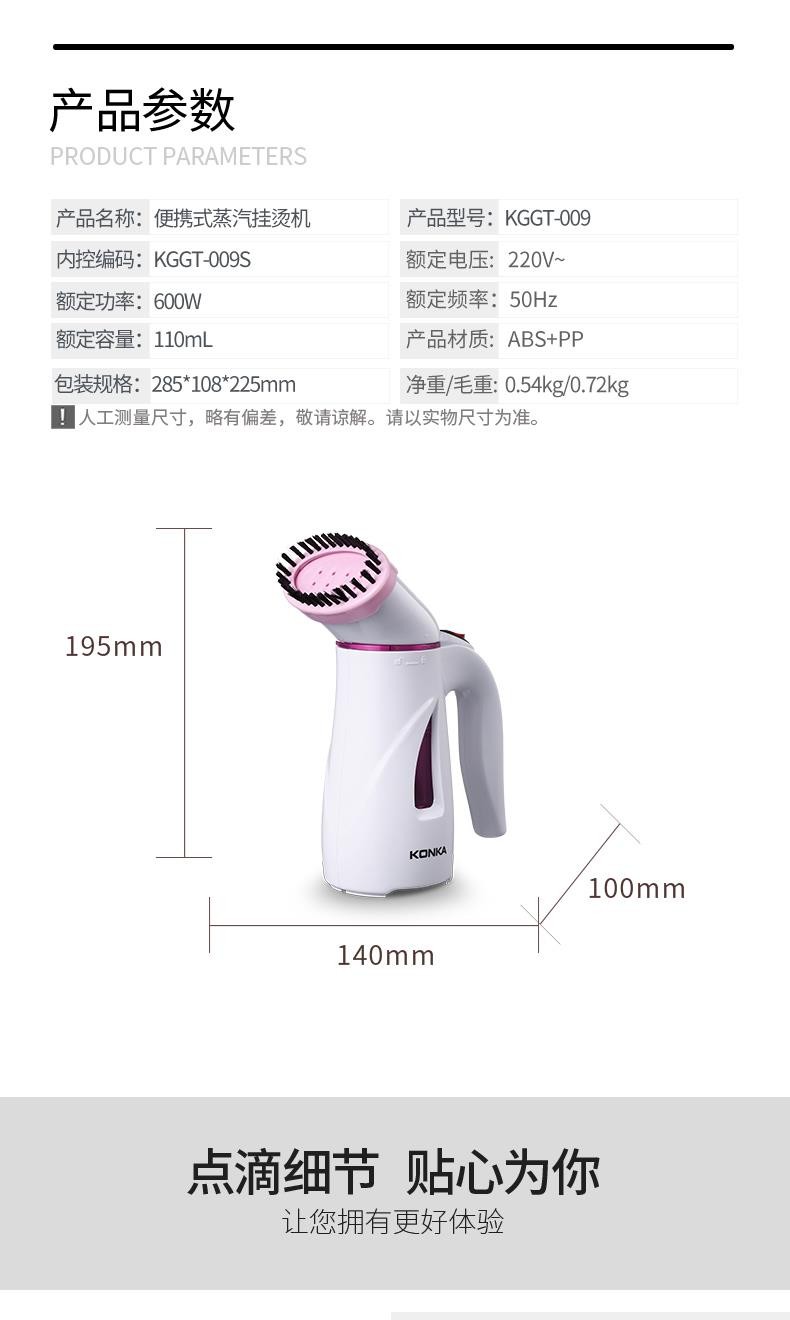 产品参数
PRODUCT PARAMETERS
产品名称：便携式蒸汽挂烫机 产品型号：KGGT-009
内控编码：KGGT-009S 额定电压: 220V~
额定功率：600W 额定频率：50Hz
额定容量：110mL 产品材质: ABS+PP
包装规格：285*108*225mm 净重/毛重: 0.54kg/0.72kg
! 人工测量尺寸，略有偏差，敬请谅解。请以实物尺寸为准。
195mm
KONKA
100mm
140mm
点滴细节 贴心为你
让您拥有更好体验